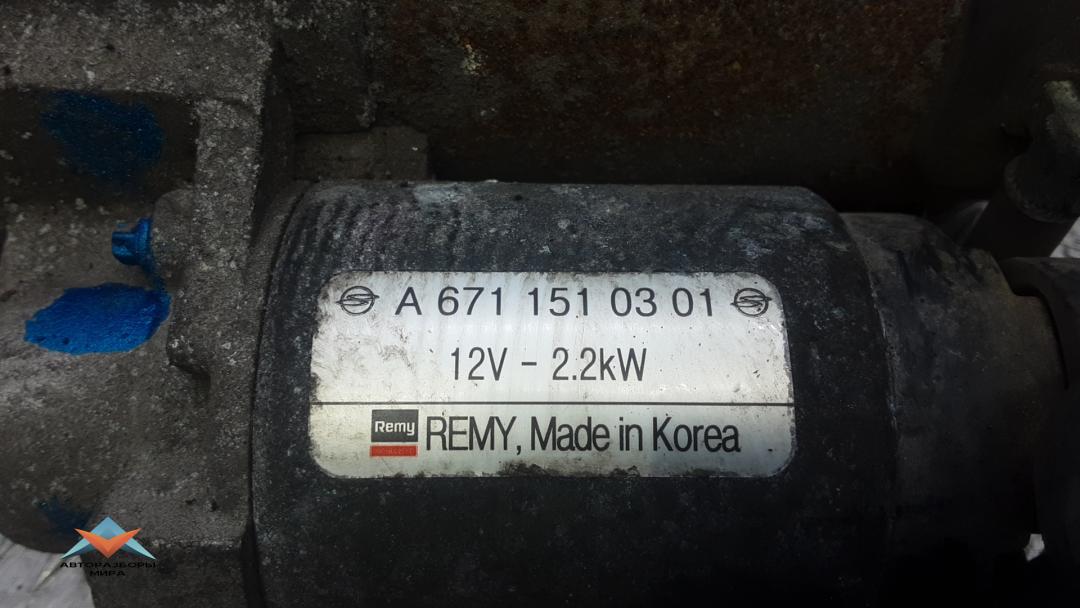 A 671 151 03 01
12V - 2.2kW
Remy REMY, Made in Korea
АВТОРАЗБОРЫ
МИРА